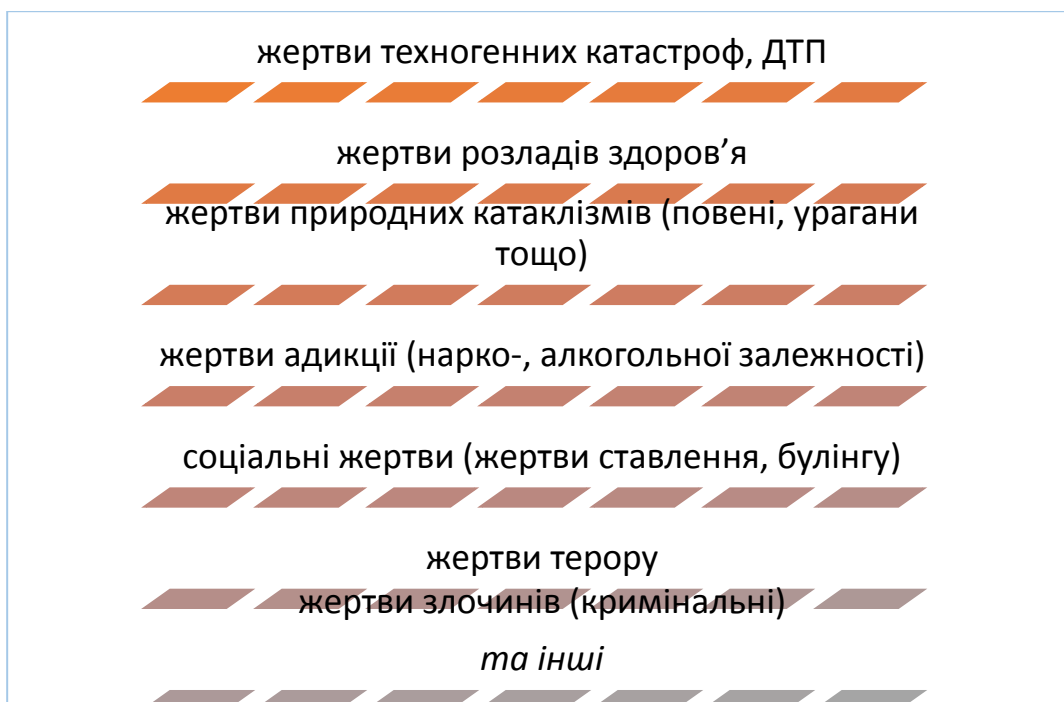 жертви техногенних катастроф, ДТП
жертви розладів здоров’я
жертви природних катаклізмів (повені, урагани
тощо)
жертви адикції (нарко-, алкогольної залежності)
соціальні жертви (жертви ставлення, булінгу)
жертви терору
жертви злочинів (кримінальні)
та інші